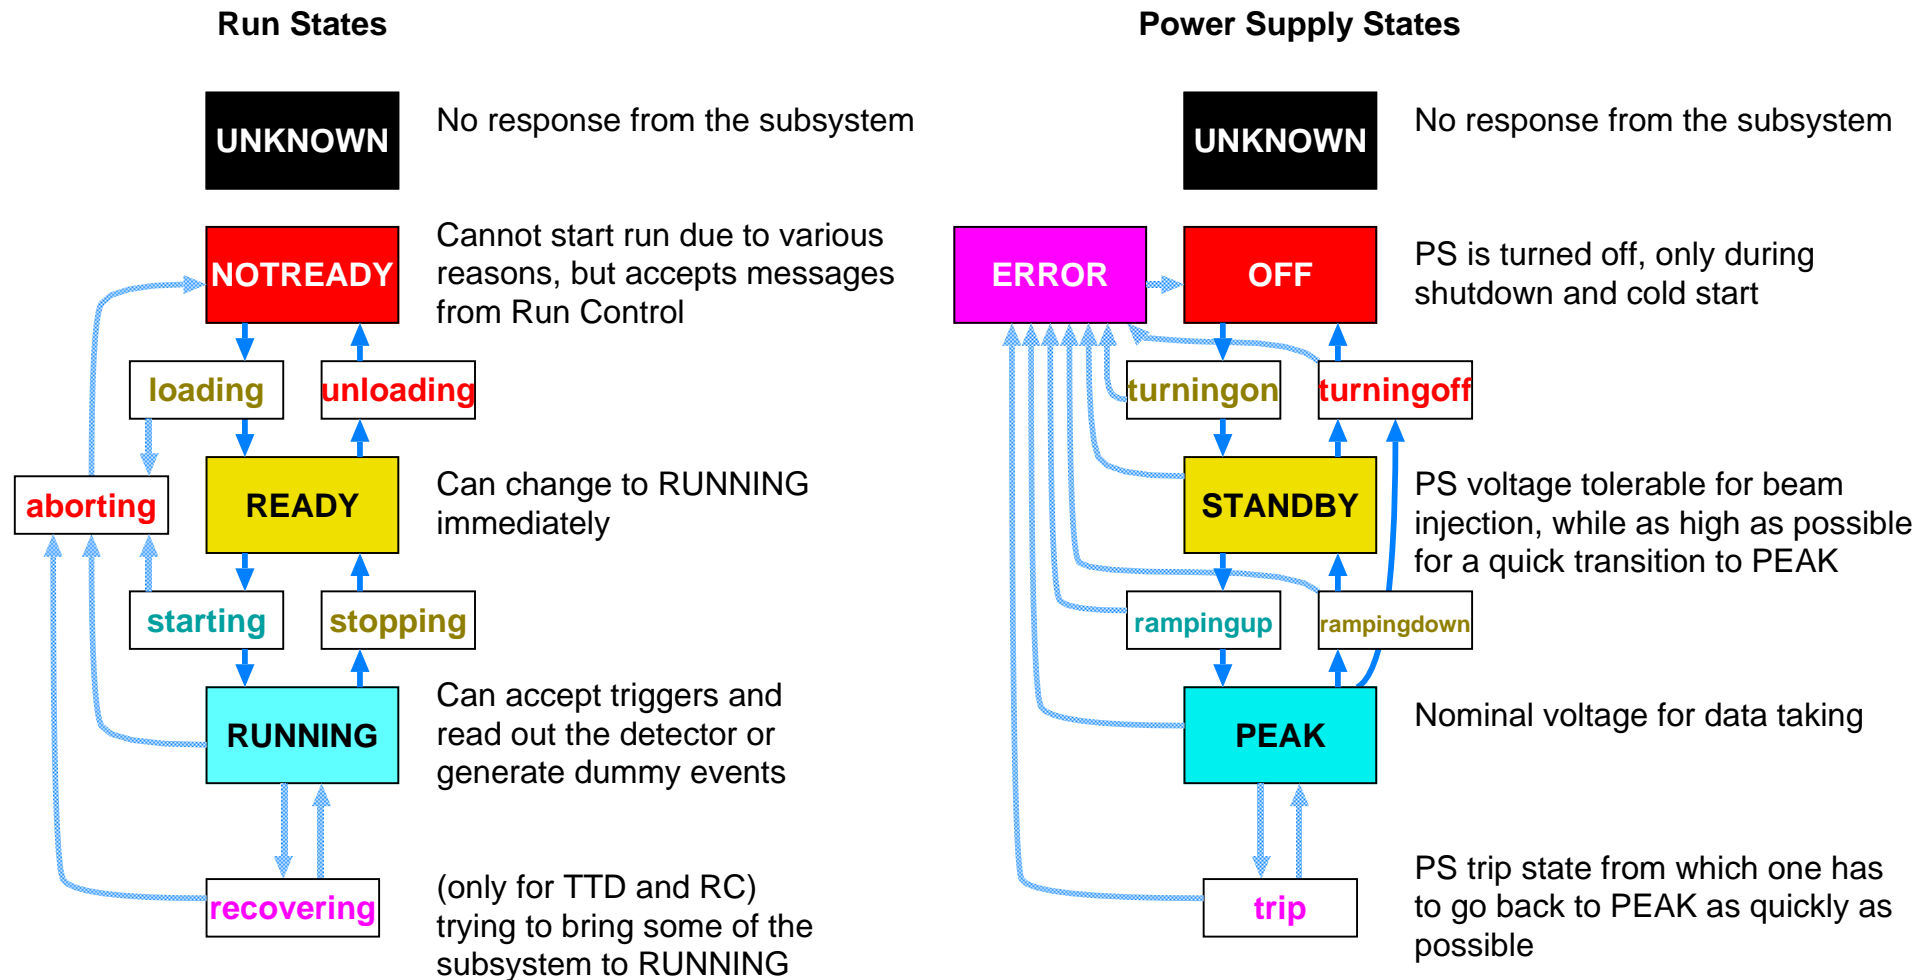 Run States
UNKNOWN
No response from the subsystem
NOTREADY
Cannot start run due to various
reasons, but accepts messages
from Run Control
loading
unloading
aborting
READY
Can change to RUNNING
immediately
starting
stopping
RUNNING
Can accept triggers and
read out the detector or
generate dummy events
recovering
(only for TTD and RC)
trying to bring some of the
subsystem to RUNNING
Power Supply States
UNKNOWN
No response from the subsystem
ERROR
OFF
PS is turned off, only during
shutdown and cold start
turningon
turningoff
STANDBY
PS voltage tolerable for beam
injection, while as high as possible
for a quick transition to PEAK
rampingup
rampingdown
PEAK
Nominal voltage for data taking
trip
PS trip state from which one has
to go back to PEAK as quickly as
possible